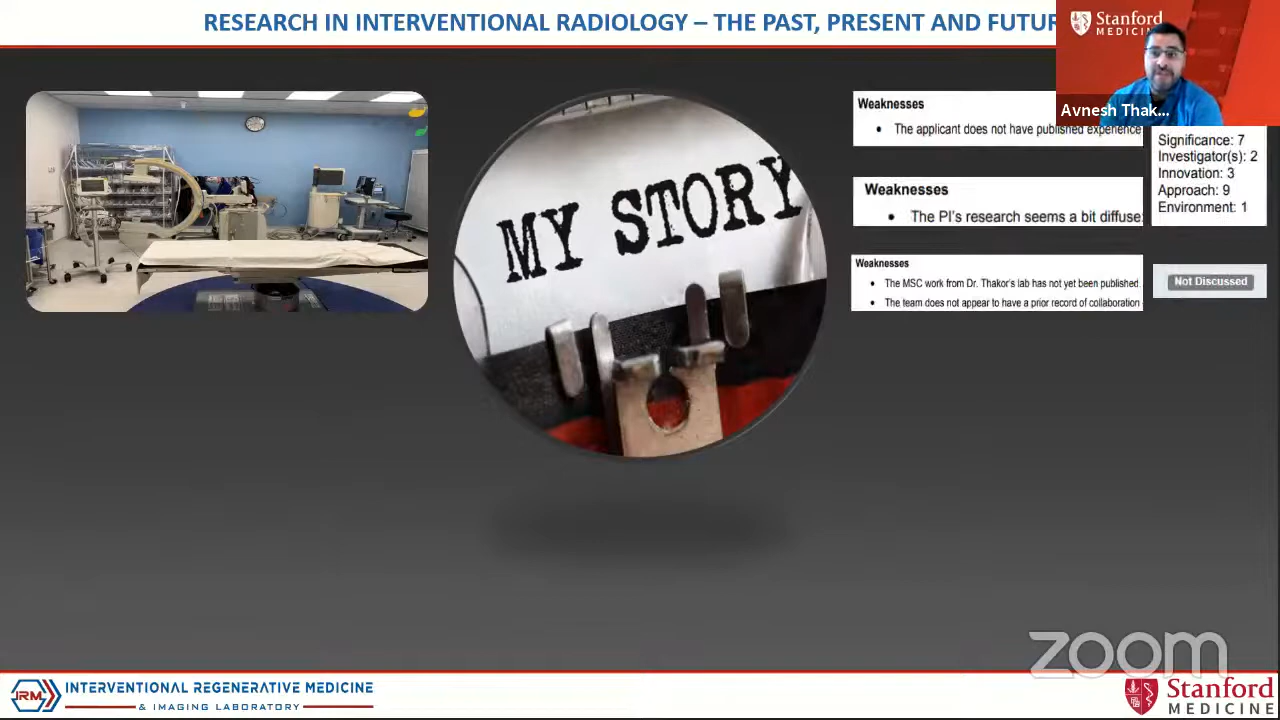 RESEARCH IN INTERVENTIONAL RADIOLOGY – THE PAST, PRESENT AND FUTUR
Stanford
MEDICINE
Avnesh Thak...
MY STORY
Weaknesses
• The applicant does not have published experience
Weaknesses
• The PI's research seems a bit diffuse:
Weaknesses
• The MSC work from Dr. Thakor's lab has not yet been published.
• The team does not appear to have a prior record of collaboration
Significance: 7
Investigator(s): 2
Innovation: 3
Approach: 9
Environment: 1
Not Discussed
zoom
IRM
INTERVENTIONAL REGENERATIVE MEDICINE
& IMAGING LABORATORY
Stanford
MEDICINE